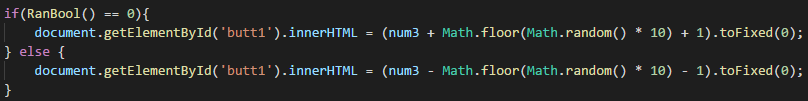 if(RanBool() == 0){
    document.getElementById('butt1').innerHTML = (num3 + Math.floor(Math.random() * 10) + 1).toFixed(0);
} else {
    document.getElementById('butt1').innerHTML = (num3 - Math.floor(Math.random() * 10) - 1).toFixed(0);
}